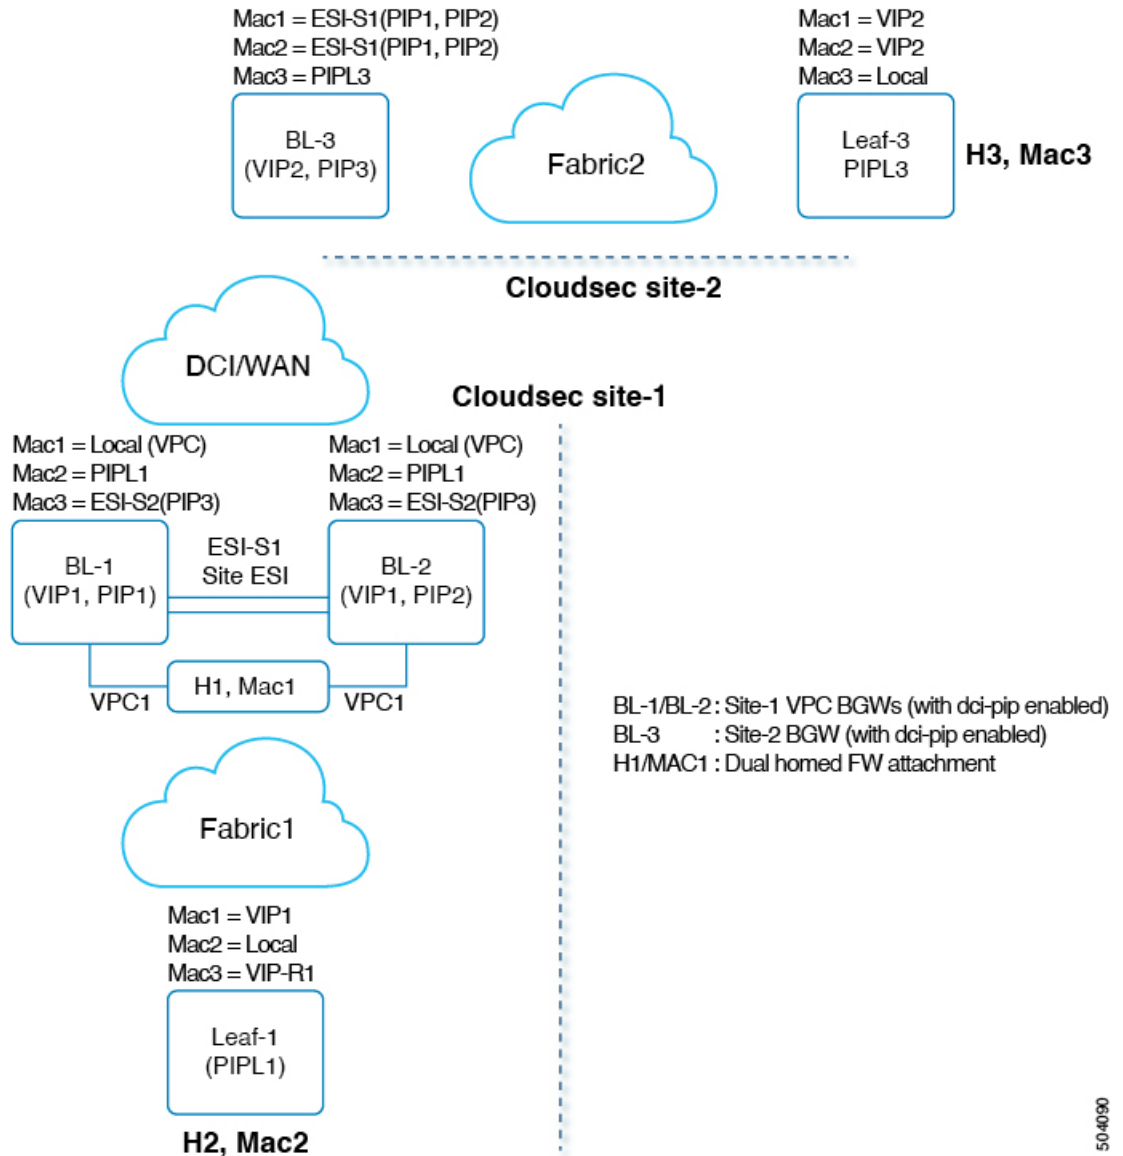 Mac1 = ESI-S1(PIP1, PIP2)
Mac2 = ESI-S1(PIP1, PIP2)
Mac3 = PIPL3
BL-3
(VIP2, PIP3)
Fabric2
Mac1 = VIP2
Mac2 = VIP2
Mac3 = Local
Leaf-3
PIPL3
H3, Mac3
Cloudsec site-2
DCI/WAN
Cloudsec site-1
Mac1 = Local (VPC)
Mac2 = PIPL1
Mac3 = ESI-S2(PIP3)
BL-1
(VIP1, PIP1)
ESI-S1
Site ESI
Mac1 = Local (VPC)
Mac2 = PIPL1
Mac3 = ESI-S2(PIP3)
BL-2
(VIP1, PIP2)
VPC1
H1, Mac1
VPC1
BL-1/BL-2 : Site-1 VPC BGWs (with dci-pip enabled)
BL-3 : Site-2 BGW (with dci-pip enabled)
H1/MAC1 : Dual homed FW attachment
Fabric1
Mac1 = VIP1
Mac2 = Local
Mac3 = VIP-R1
Leaf-1
(PIPL1)
H2, Mac2
504090